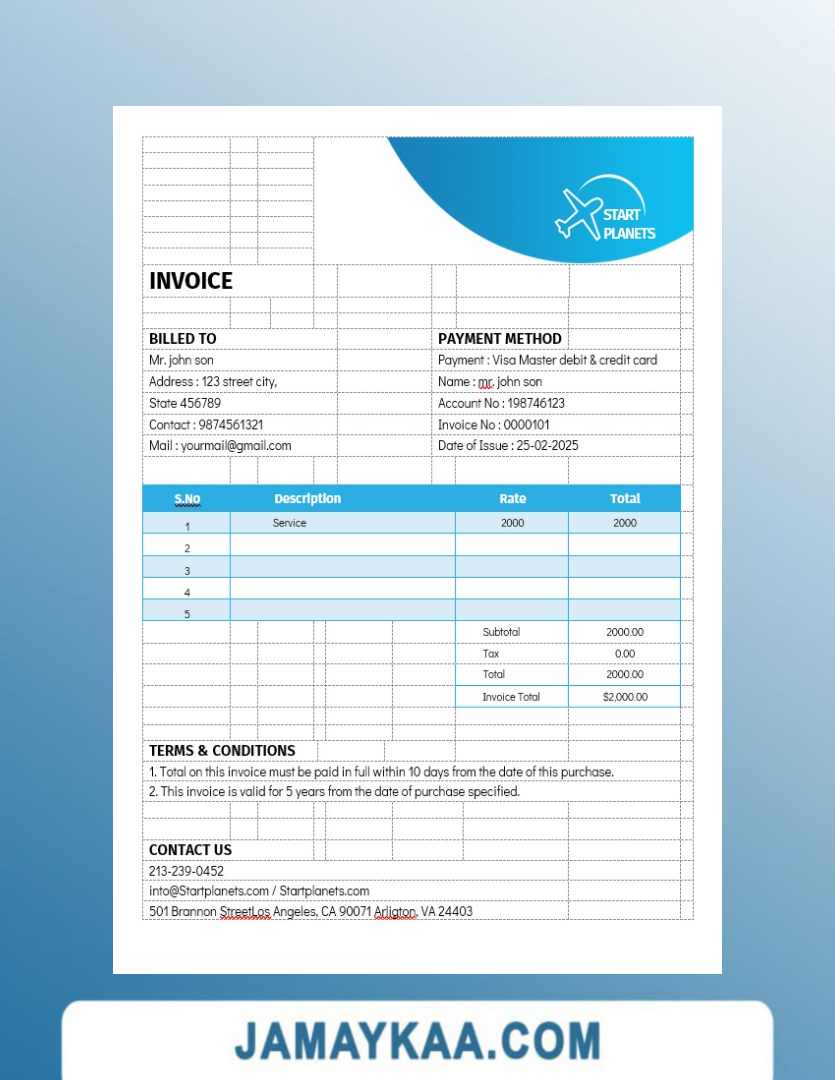 START
PLANETS
INVOICE
BILLED TO
Mr. john son
Address : 123 street city,
State 456789
Contact : 9874561321
Mail : yourmail@gmail.com
PAYMENT METHOD
Payment : Visa Master debit & credit card
Name : mr. john son
Account No : 198746123
Invoice No : 0000101
Date of Issue : 25-02-2025
S.No Description Rate Total
1 Service 2000 2000
2
3
4
5
Subtotal 2000.00
Tax 0.00
Total 2000.00
Invoice Total $2,000.00
TERMS & CONDITIONS
1. Total on this invoice must be paid in full within 10 days from the date of this purchase.
2. This invoice is valid for 5 years from the date of purchase specified.
CONTACT US
213-239-0452
into@Startplanets.com / Startplanets.com
501 Brannon StreetLos Angeles, CA 90071 Arligton, VA 24403
JAMAYKAA.COM